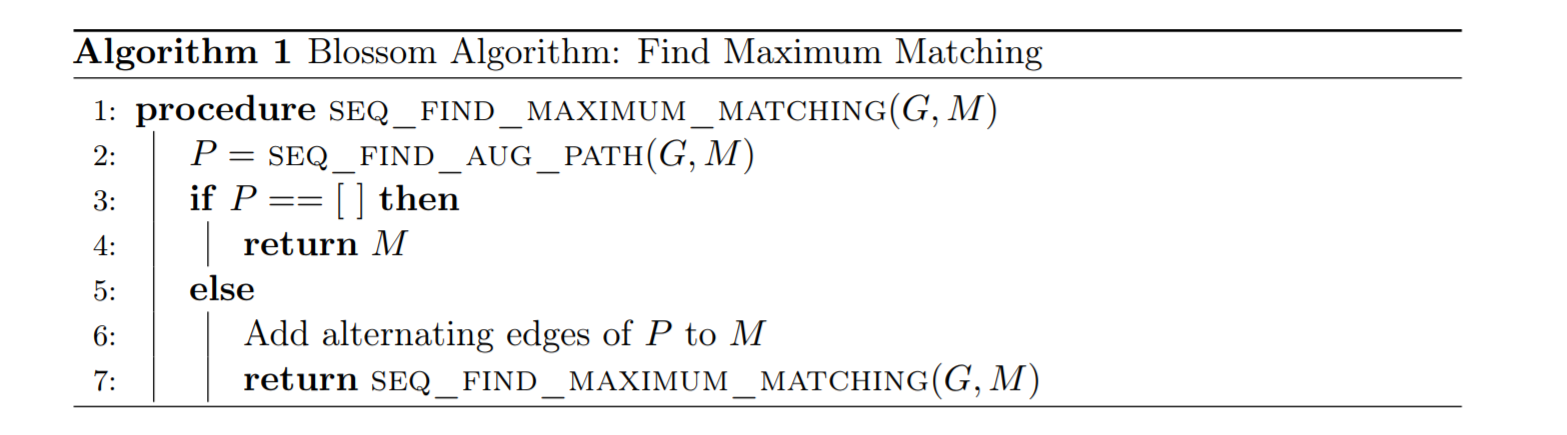 Algorithm 1 Blossom Algorithm: Find Maximum Matching
1: procedure SEQ_FIND_MAXIMUM_MATCHING(G, M)
2: P = SEQ_FIND_AUG_PATH(G, M)
3: if P == [ ] then
4: return M
5: else
6: Add alternating edges of P to M
7: return SEQ_FIND_MAXIMUM_MATCHING(G, M)